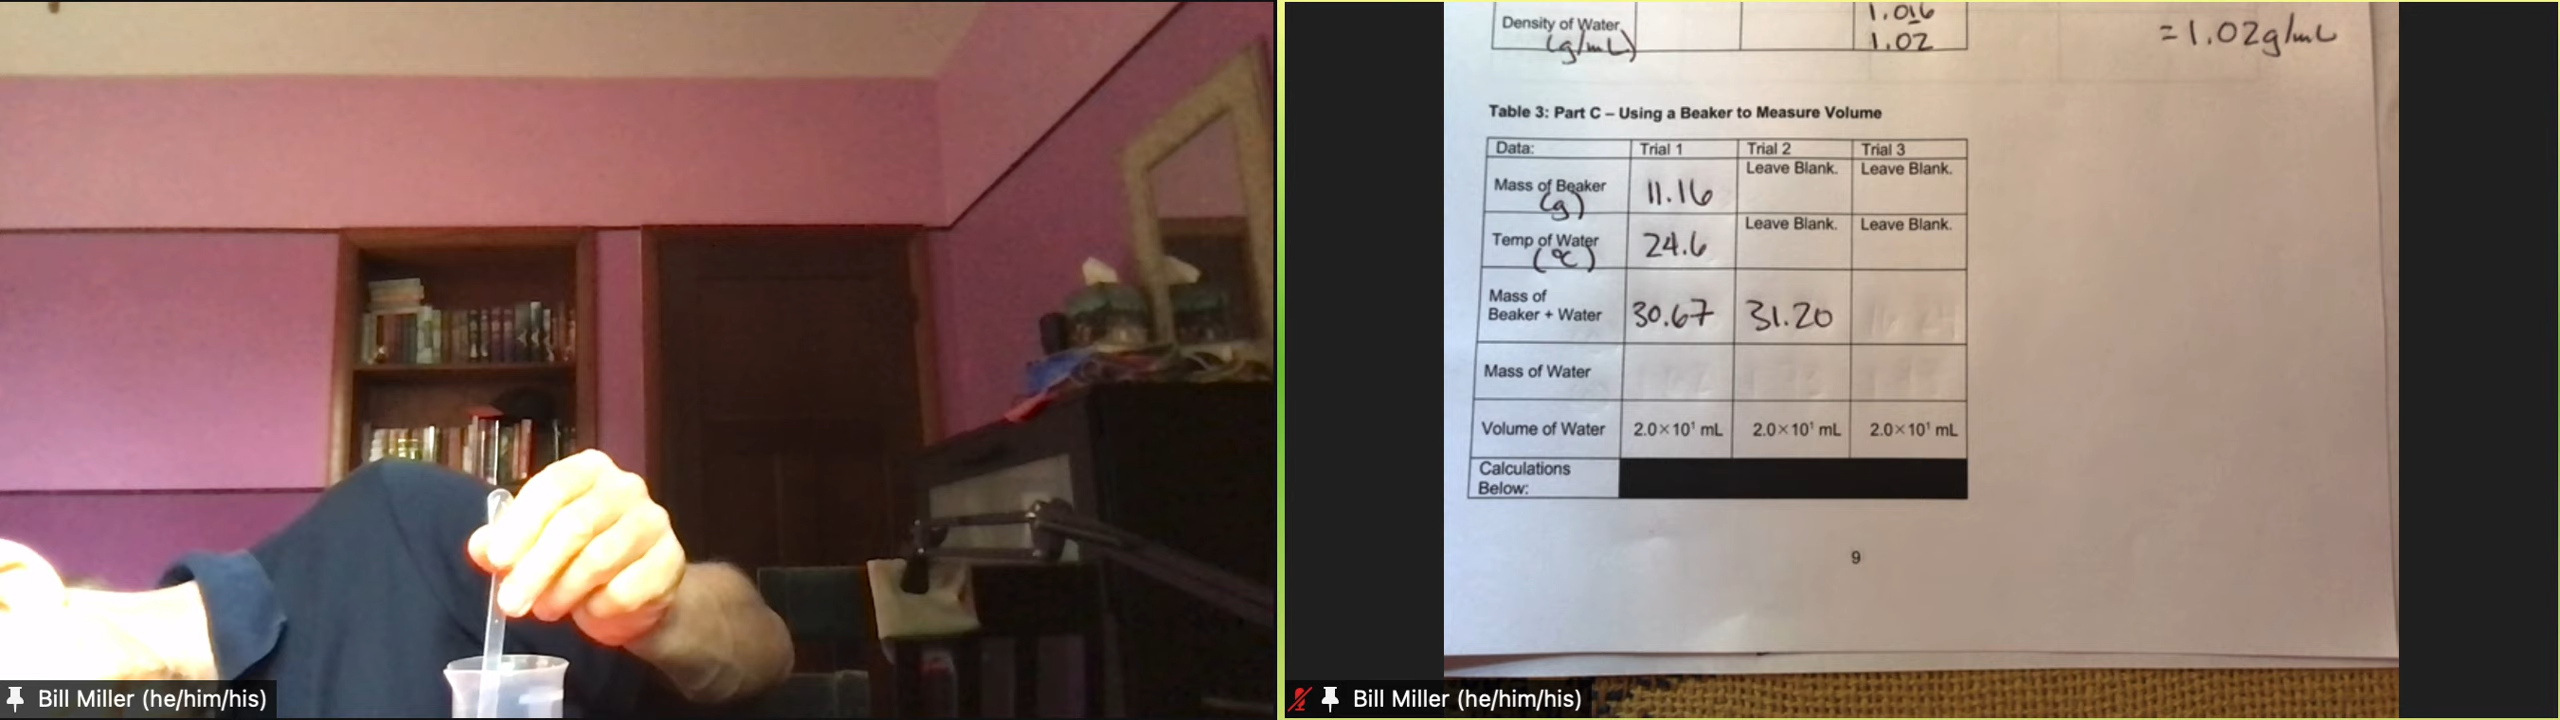 Density of Water
(g/mL)
1.016
1.02
=1.02g/mL
Table 3: Part C – Using a Beaker to Measure Volume
Data: Trial 1 Trial 2 Trial 3
Mass of Beaker (g) 11.16 Leave Blank. Leave Blank.
Temp of Water (°C) 24.6 Leave Blank. Leave Blank.
Mass of
Beaker + Water 30.67 31.20
Mass of Water
Volume of Water 2.0×10¹ mL 2.0×10¹ mL 2.0×10¹ mL
Calculations
Below:
9
Bill Miller (he/him/his)
Bill Miller (he/him/his)